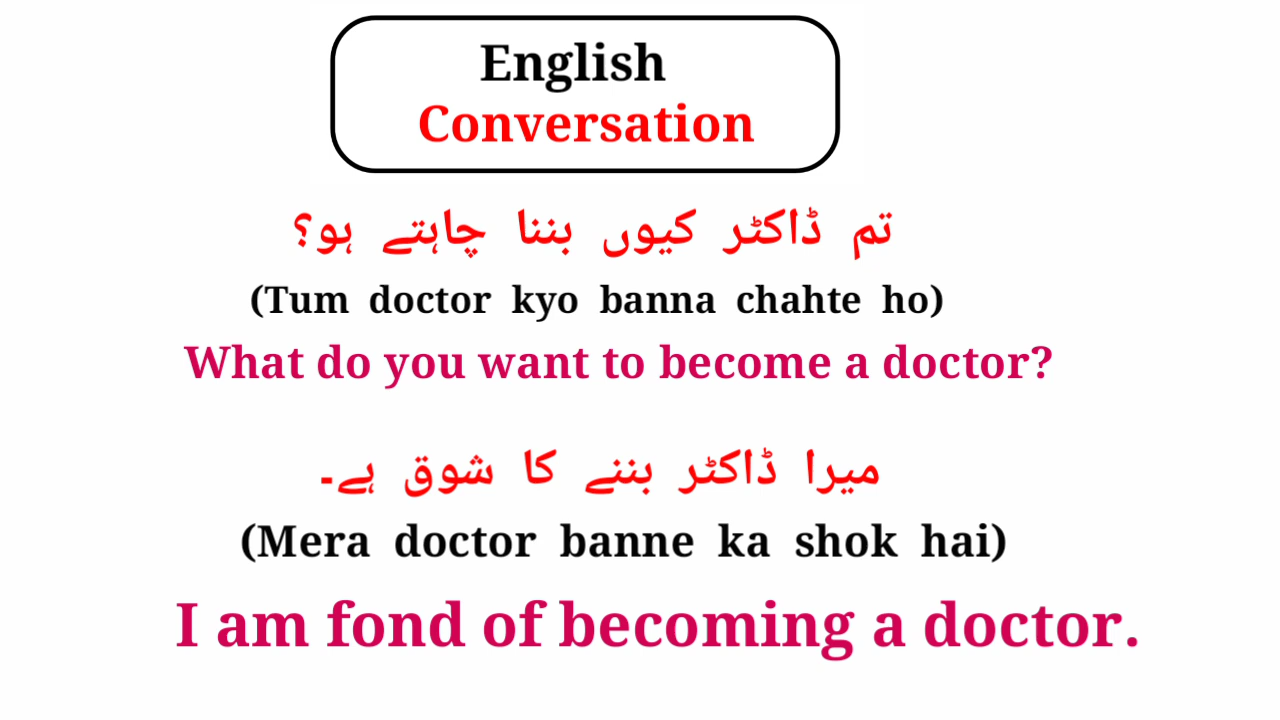 English
Conversation
تم ڈاکٹر کیوں بننا چاہتے ہو؟
(Tum doctor kyo banna chahte ho)
What do you want to become a doctor?
میرا ڈاکٹر بننے کا شوق ہے۔
(Mera doctor banne ka shok hai)
I am fond of becoming a doctor.